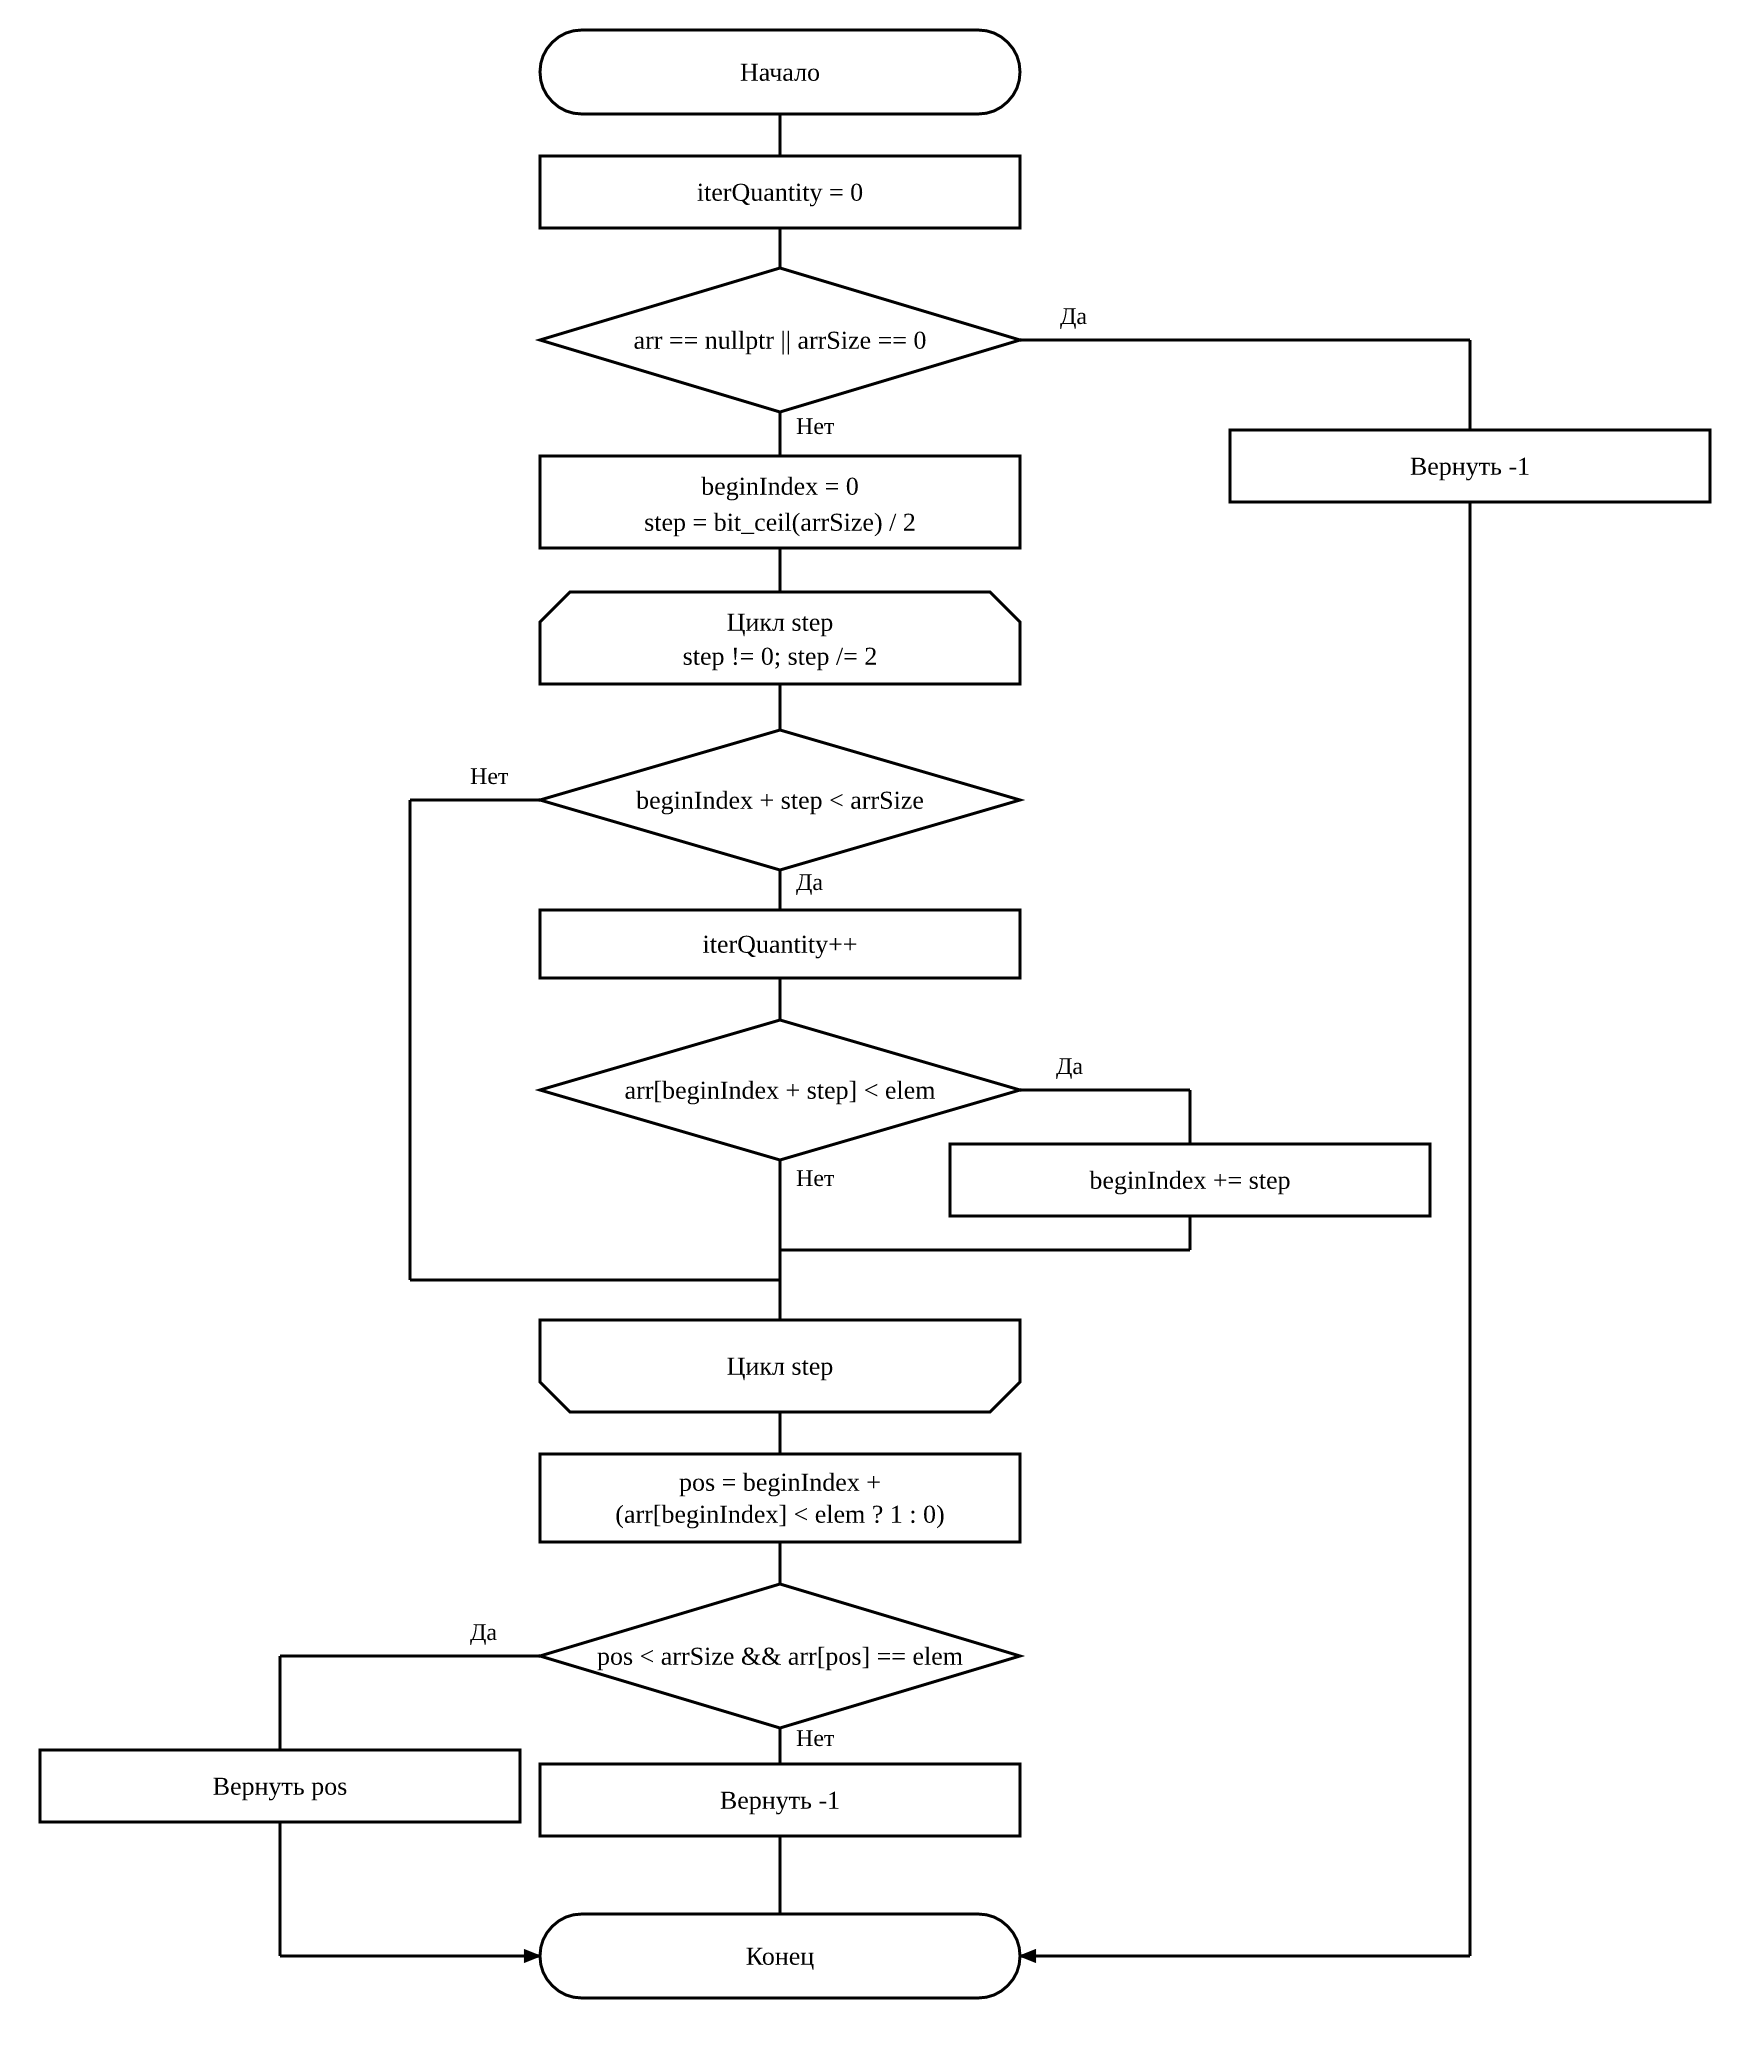 Начало
iterQuantity = 0
arr == nullptr || arrSize == 0
Да
Нет
Вернуть -1
beginIndex = 0
step = bit_ceil(arrSize) / 2
Цикл step
step != 0; step /= 2
Нет
beginIndex + step < arrSize
Да
iterQuantity++
arr[beginIndex + step] < elem
Да
Нет
beginIndex += step
Цикл step
pos = beginIndex +
(arr[beginIndex] < elem ? 1 : 0)
Да
pos < arrSize && arr[pos] == elem
Нет
Вернуть pos
Вернуть -1
Конец